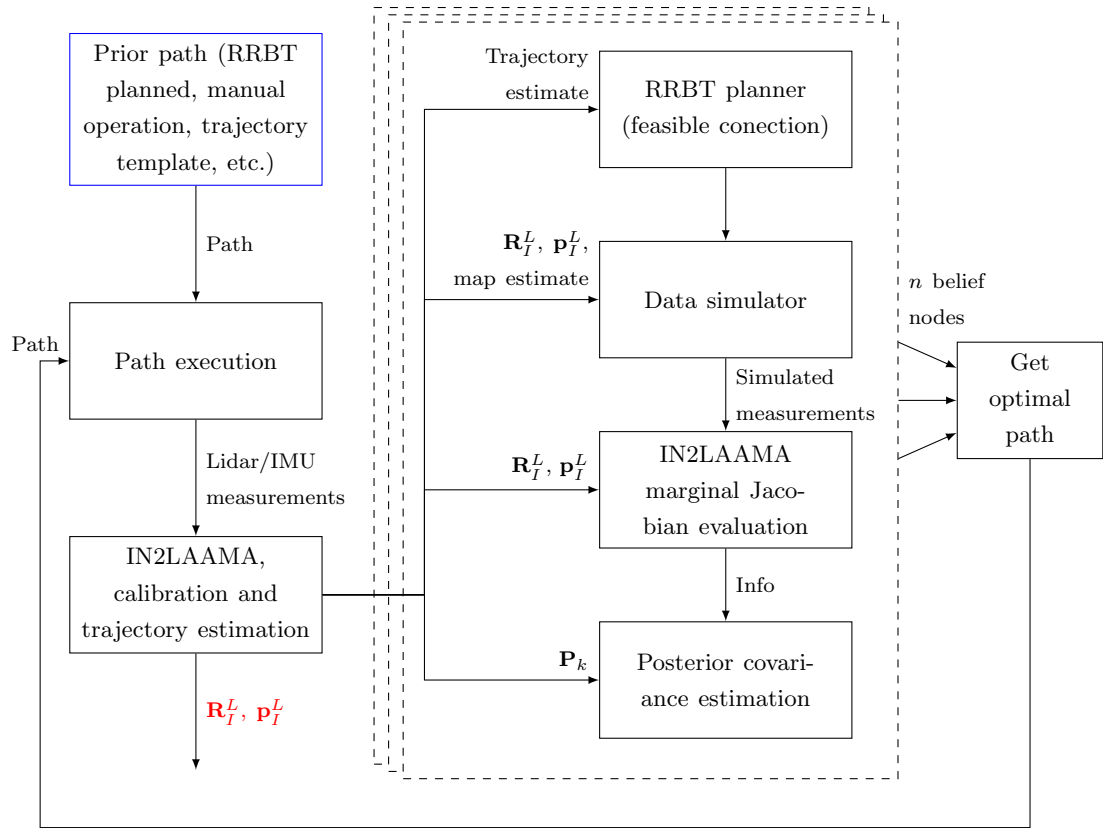 Prior path (RRBT
planned, manual
operation, trajectory
template, etc.)
Path
Path
Path execution
Lidar/IMU
measurements
IN2LAAMA,
calibration and
trajectory estimation
R_I^L, p_I^L
Trajectory
estimate
RRBT planner
(feasible conection)
R_I^L, p_I^L,
map estimate
Data simulator
Simulated
measurements
R_I^L, p_I^L
IN2LAAMA
marginal Jaco-
bian evaluation
Info
P_k
Posterior covari-
ance estimation
n belief
nodes
Get
optimal
path